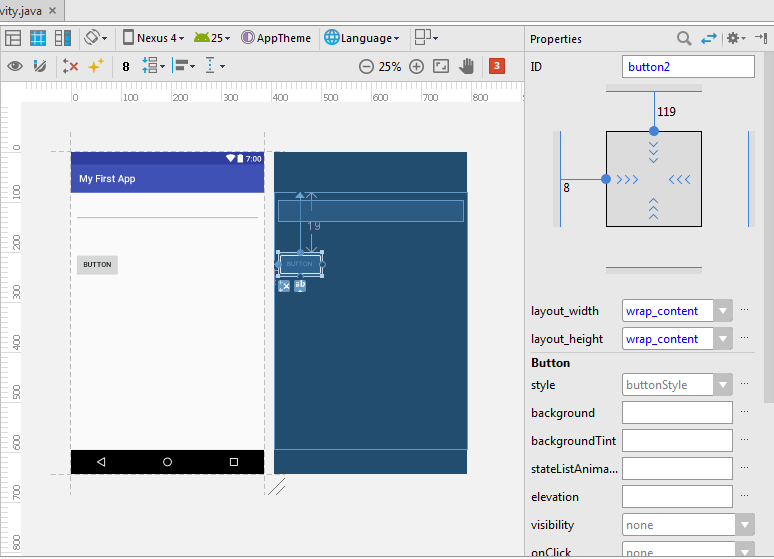 vity.java ×
Nexus 4 25 AppTheme Language
Properties
ID button2
8 25% 3
0 100 200 300 400 500 600 700 800
119
8
0
100
200
300
400
500
600
700
800
7:00
My First App
BUTTON
19
BUTTON
ab
layout_width wrap_content ...
layout_height wrap_content ...
Button
style buttonStyle ...
background ...
backgroundTint ...
stateListAnima... ...
elevation ...
visibility none ...
onClick none ...